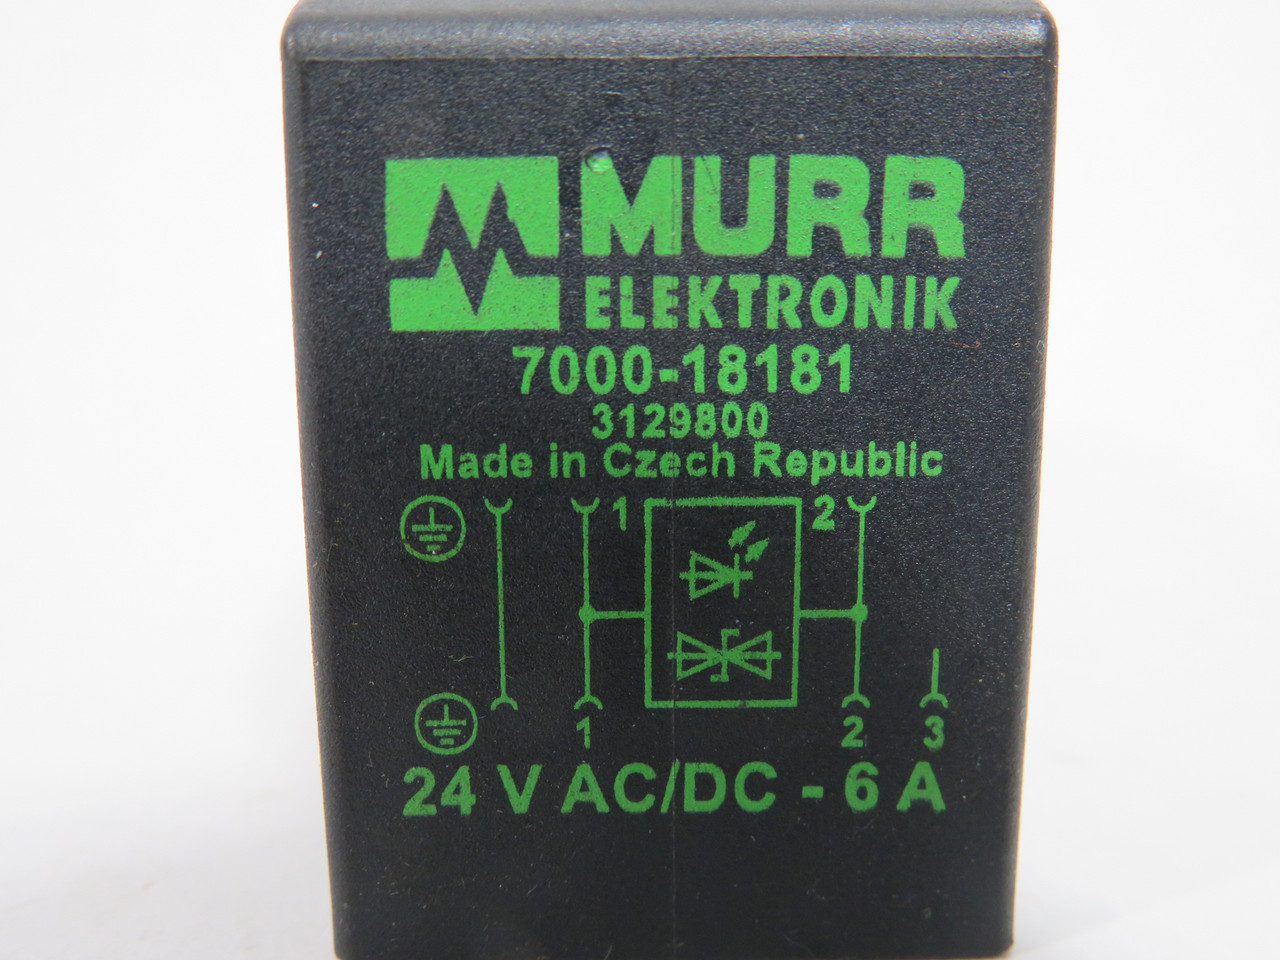 MURR
ELEKTRONIK
7000-18181
3129800
Made in Czech Republic
1 2
1 2 3
24 V AC/DC - 6 A